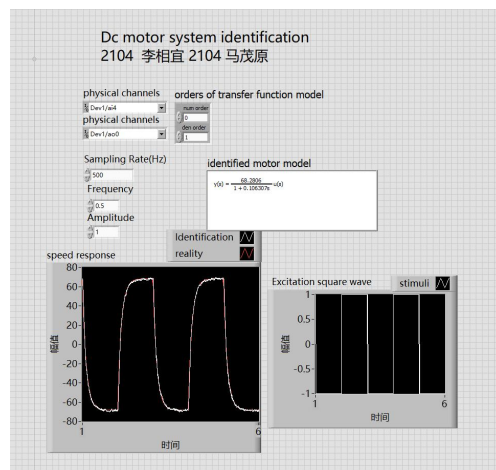 Dc motor system identification
2104 李相宜 2104 马茂原
physical channels
Dev1/ai4
physical channels
Dev1/ao0
orders of transfer function model
num order
0
den order
1
Sampling Rate(Hz)
500
Frequency
0.5
Amplitude
1
identified motor model
y(s) = 68.2806 / 1 + 0.106307s u(s)
Identification
reality
speed response
80
60
40
20
0
-20
-40
-60
-80
幅值
1
6
时间
Excitation square wave
stimuli
1
0.5
0
-0.5
-1
幅值
1
6
时间